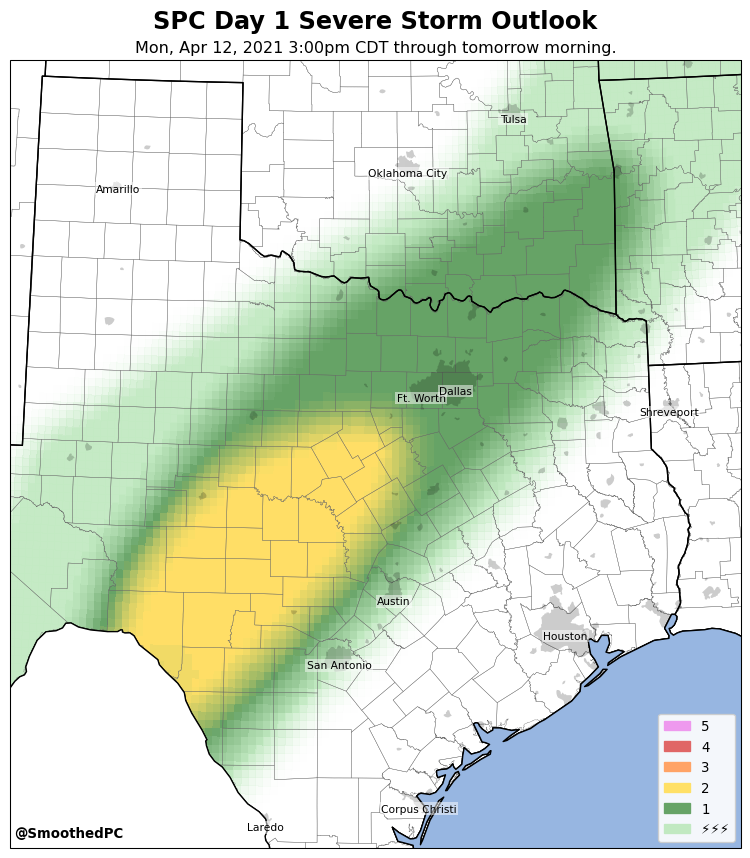 SPC Day 1 Severe Storm Outlook
Mon, Apr 12, 2021 3:00pm CDT through tomorrow morning.
Tulsa
Oklahoma City
Amarillo
Dallas
Ft. Worth
Shreveport
Austin
Houston
San Antonio
Corpus Christi
Laredo
5
4
3
2
1
⚡⚡⚡
@SmoothedPC